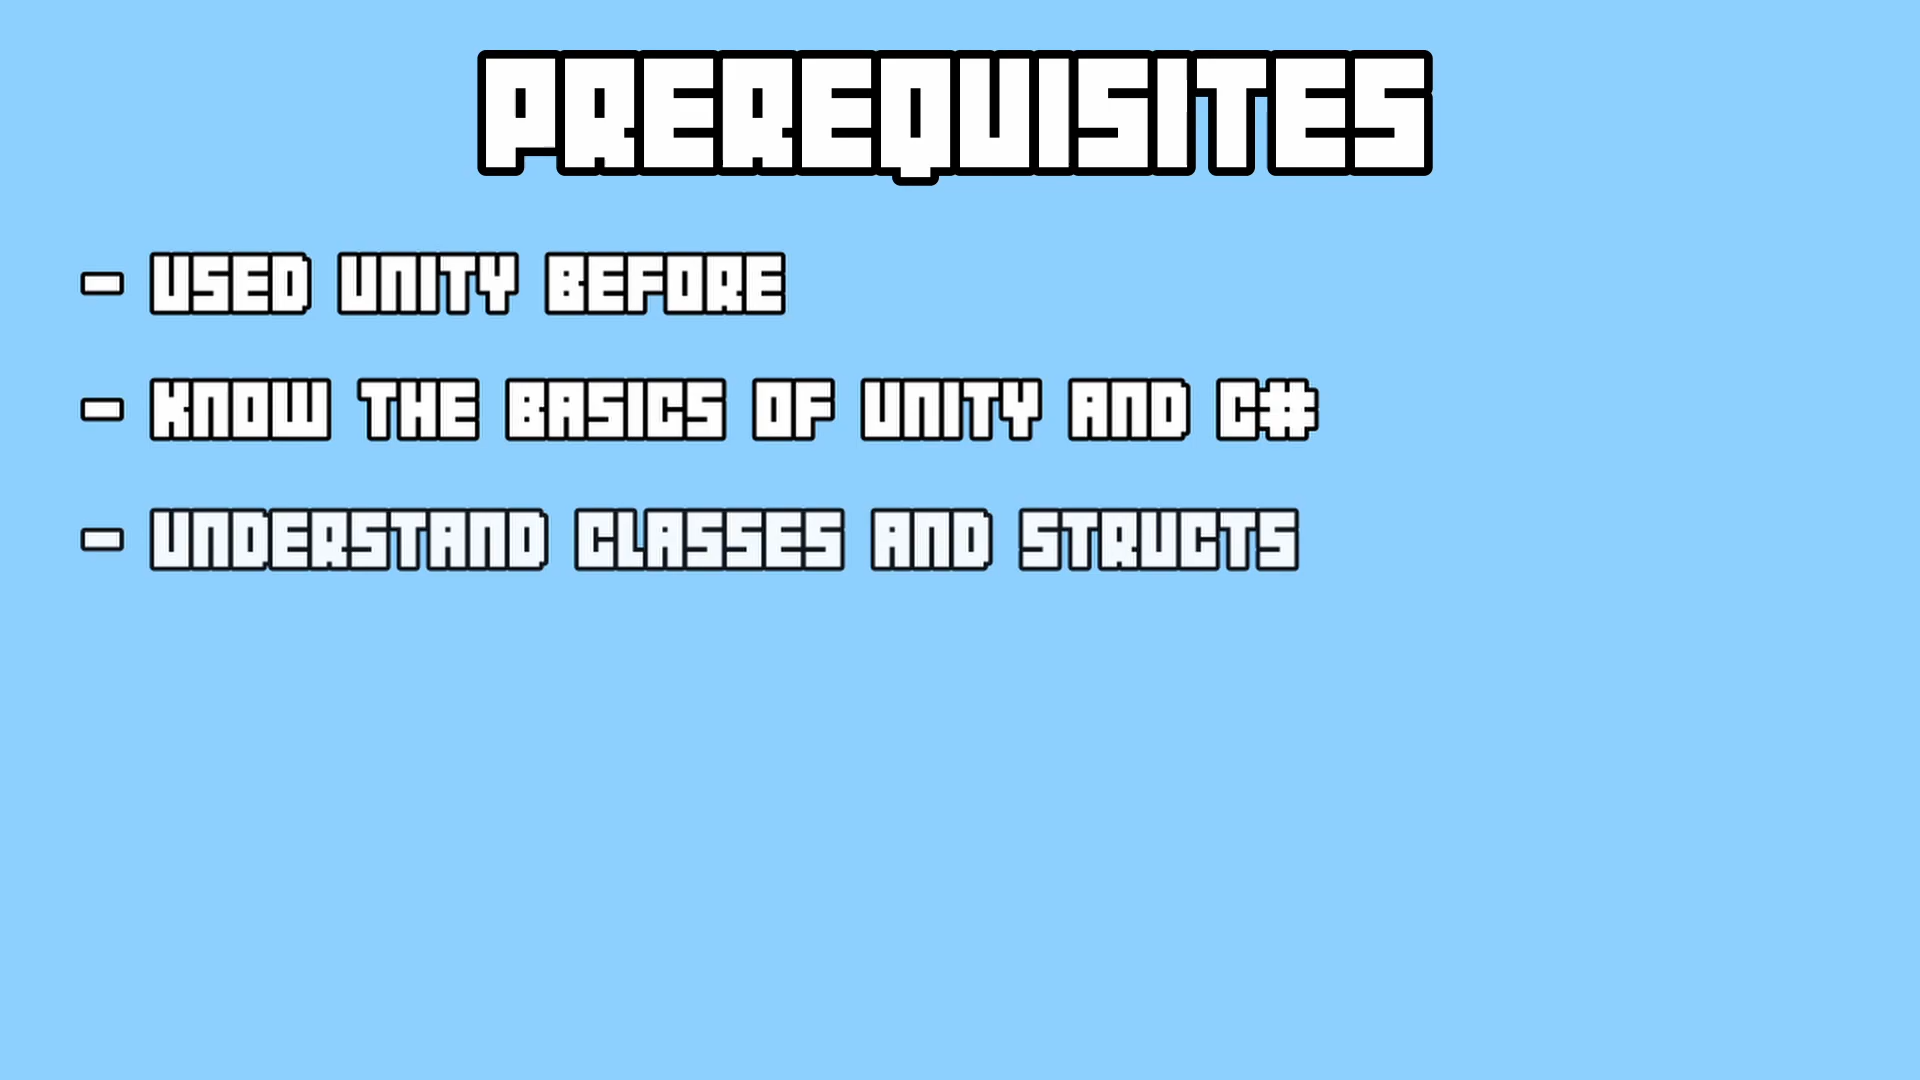 PREREQUISITES
- USED UNITY BEFORE
- KNOW THE BASICS OF UNITY AND C#
- UNDERSTAND CLASSES AND STRUCTS